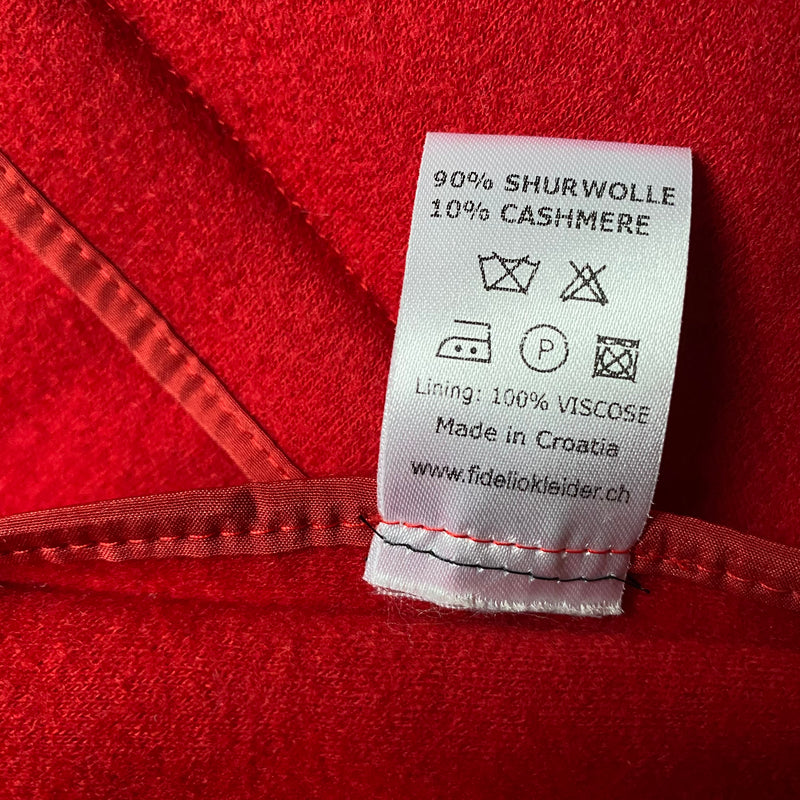 90% SHURWOLLE
10% CASHMERE
P
Lining: 100% VISCOSE
Made in Croatia
www.fideliokleider.ch